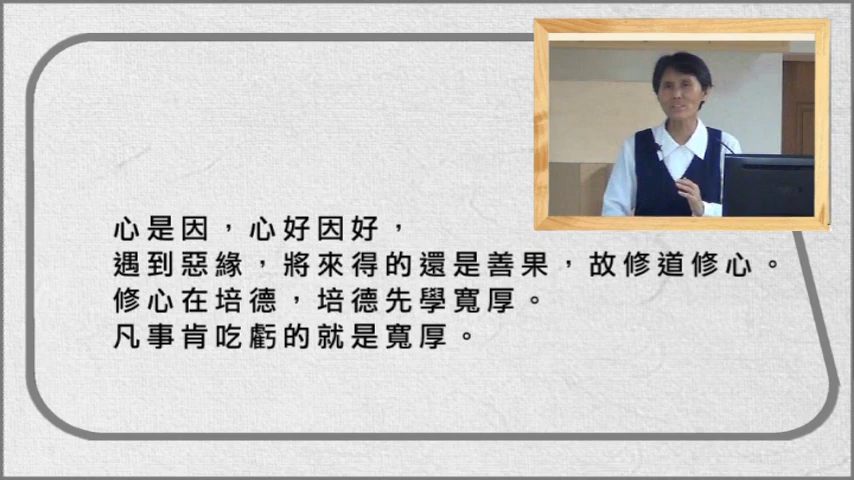 心是因，心好因好，
遇到惡緣，將來得的還是善果，故修道修心。
修心在培德，培德先學寬厚。
凡事肯吃虧的就是寬厚。